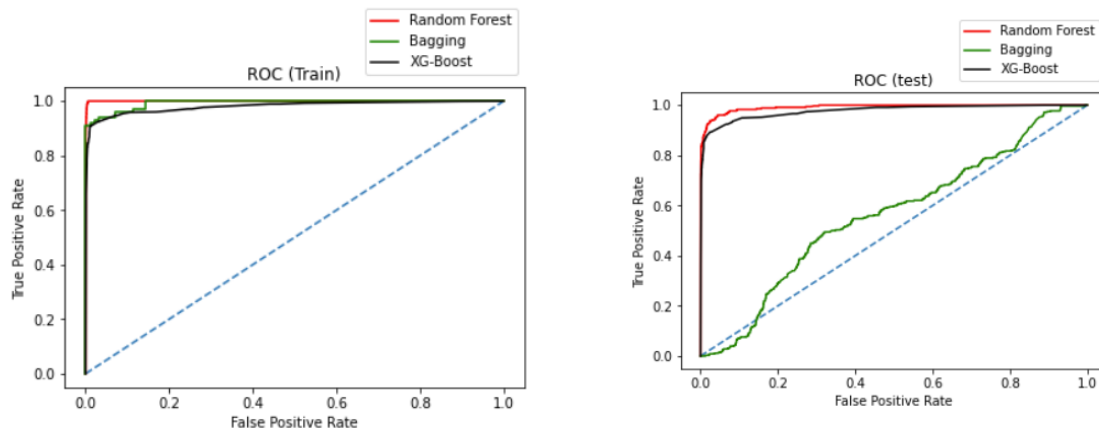 Random Forest
Bagging
XG-Boost
ROC (Train)
1.0
0.8
0.6
0.4
0.2
0.0
True Positive Rate
0.0 0.2 0.4 0.6 0.8 1.0
False Positive Rate
Random Forest
Bagging
XG-Boost
ROC (test)
1.0
0.8
0.6
0.4
0.2
0.0
True Positive Rate
0.0 0.2 0.4 0.6 0.8 1.0
False Positive Rate